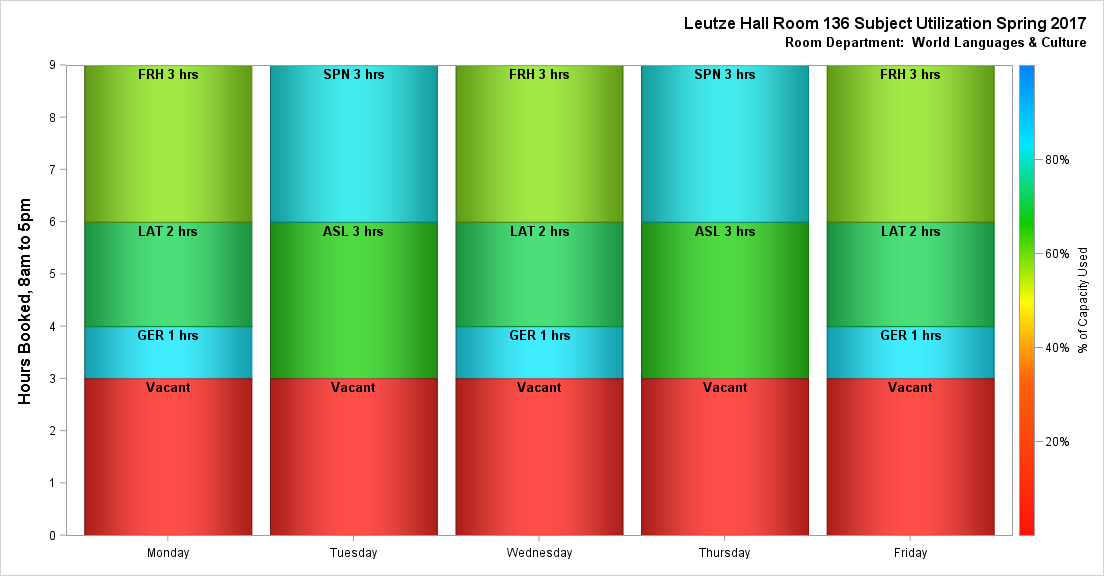 Leutze Hall Room 136 Subject Utilization Spring 2017
Room Department:  World Languages & Culture
Hours Booked, 8am to 5pm
9
8
7
6
5
4
3
2
1
0
FRH 3 hrs
LAT 2 hrs
GER 1 hrs
Vacant
SPN 3 hrs
ASL 3 hrs
Vacant
FRH 3 hrs
LAT 2 hrs
GER 1 hrs
Vacant
SPN 3 hrs
ASL 3 hrs
Vacant
FRH 3 hrs
LAT 2 hrs
GER 1 hrs
Vacant
Monday
Tuesday
Wednesday
Thursday
Friday
80%
60%
40%
20%
% of Capacity Used